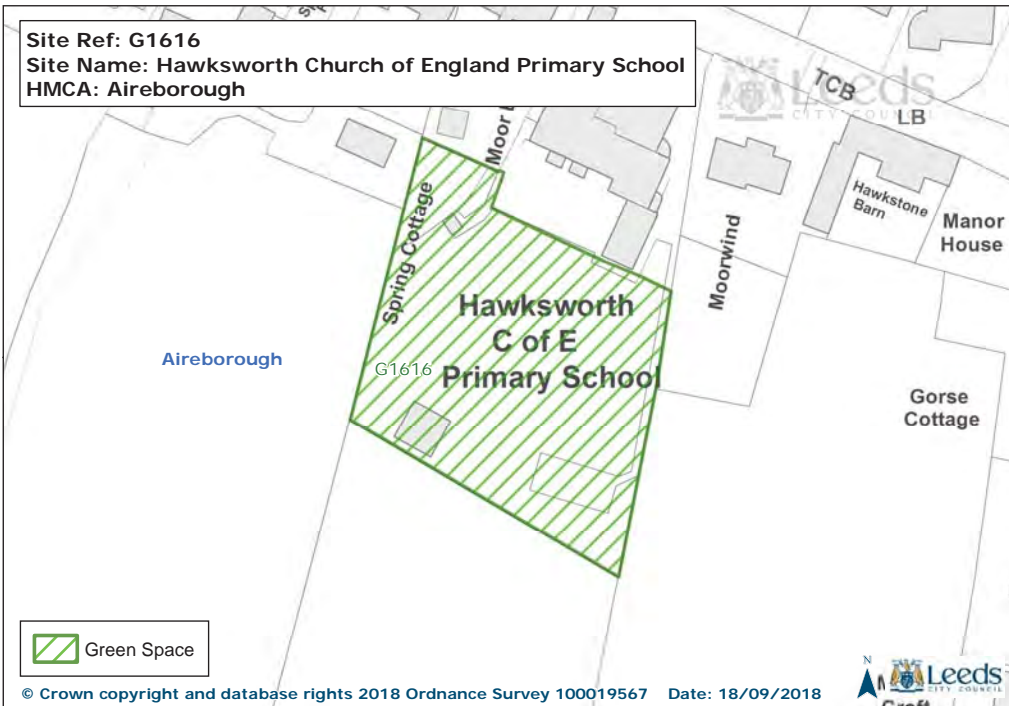 Site Ref: G1616
Site Name: Hawksworth Church of England Primary School
HMCA: Aireborough
Leeds
CITY COUNCIL
TCB
LB
Moor
Spring Cottage
Hawkstone
Barn
Manor
House
Moorwind
Hawksworth
C of E
Primary School
Aireborough
G1616
Gorse
Cottage
Green Space
N
Leeds
CITY COUNCIL
© Crown copyright and database rights 2018 Ordnance Survey 100019567 Date: 18/09/2018